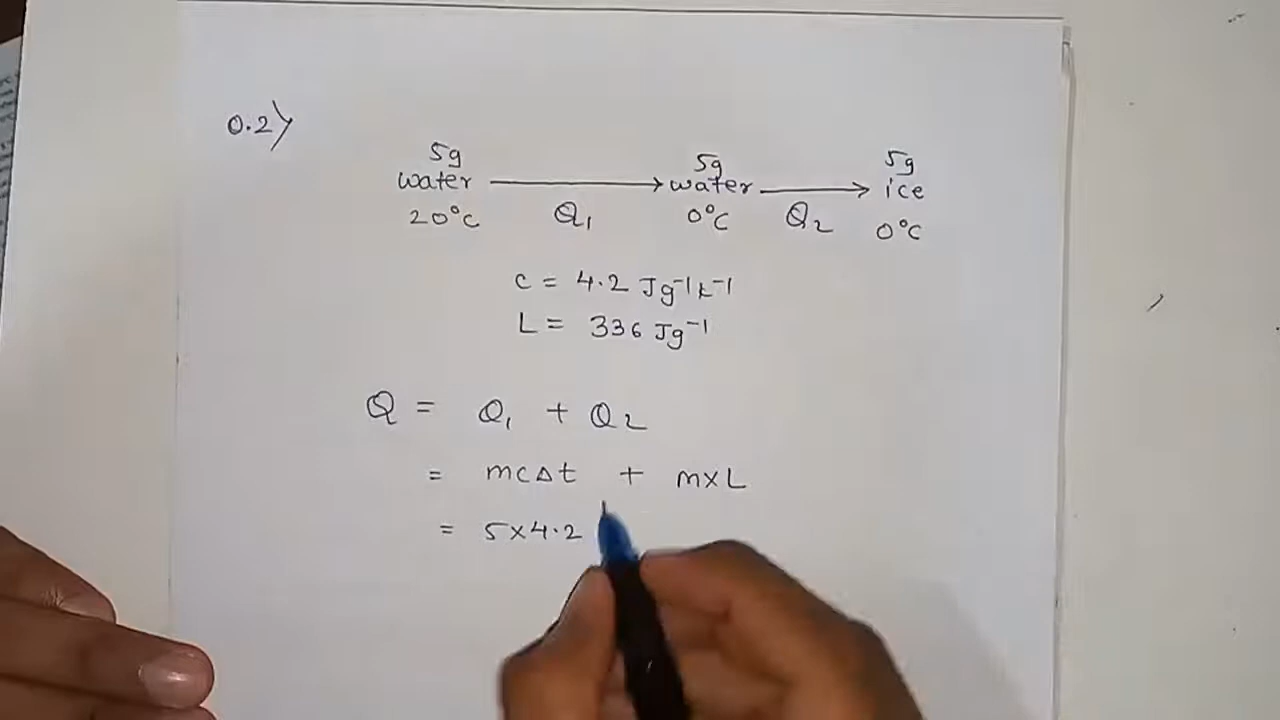 0.2)
5g 5g 5g
water → water → ice
20°C Q₁ 0°C Q₂ 0°C
c = 4.2 Jg⁻¹k⁻¹
L = 336 Jg⁻¹
Q = Q₁ + Q₂
= mcΔt + m×L
= 5×4.2